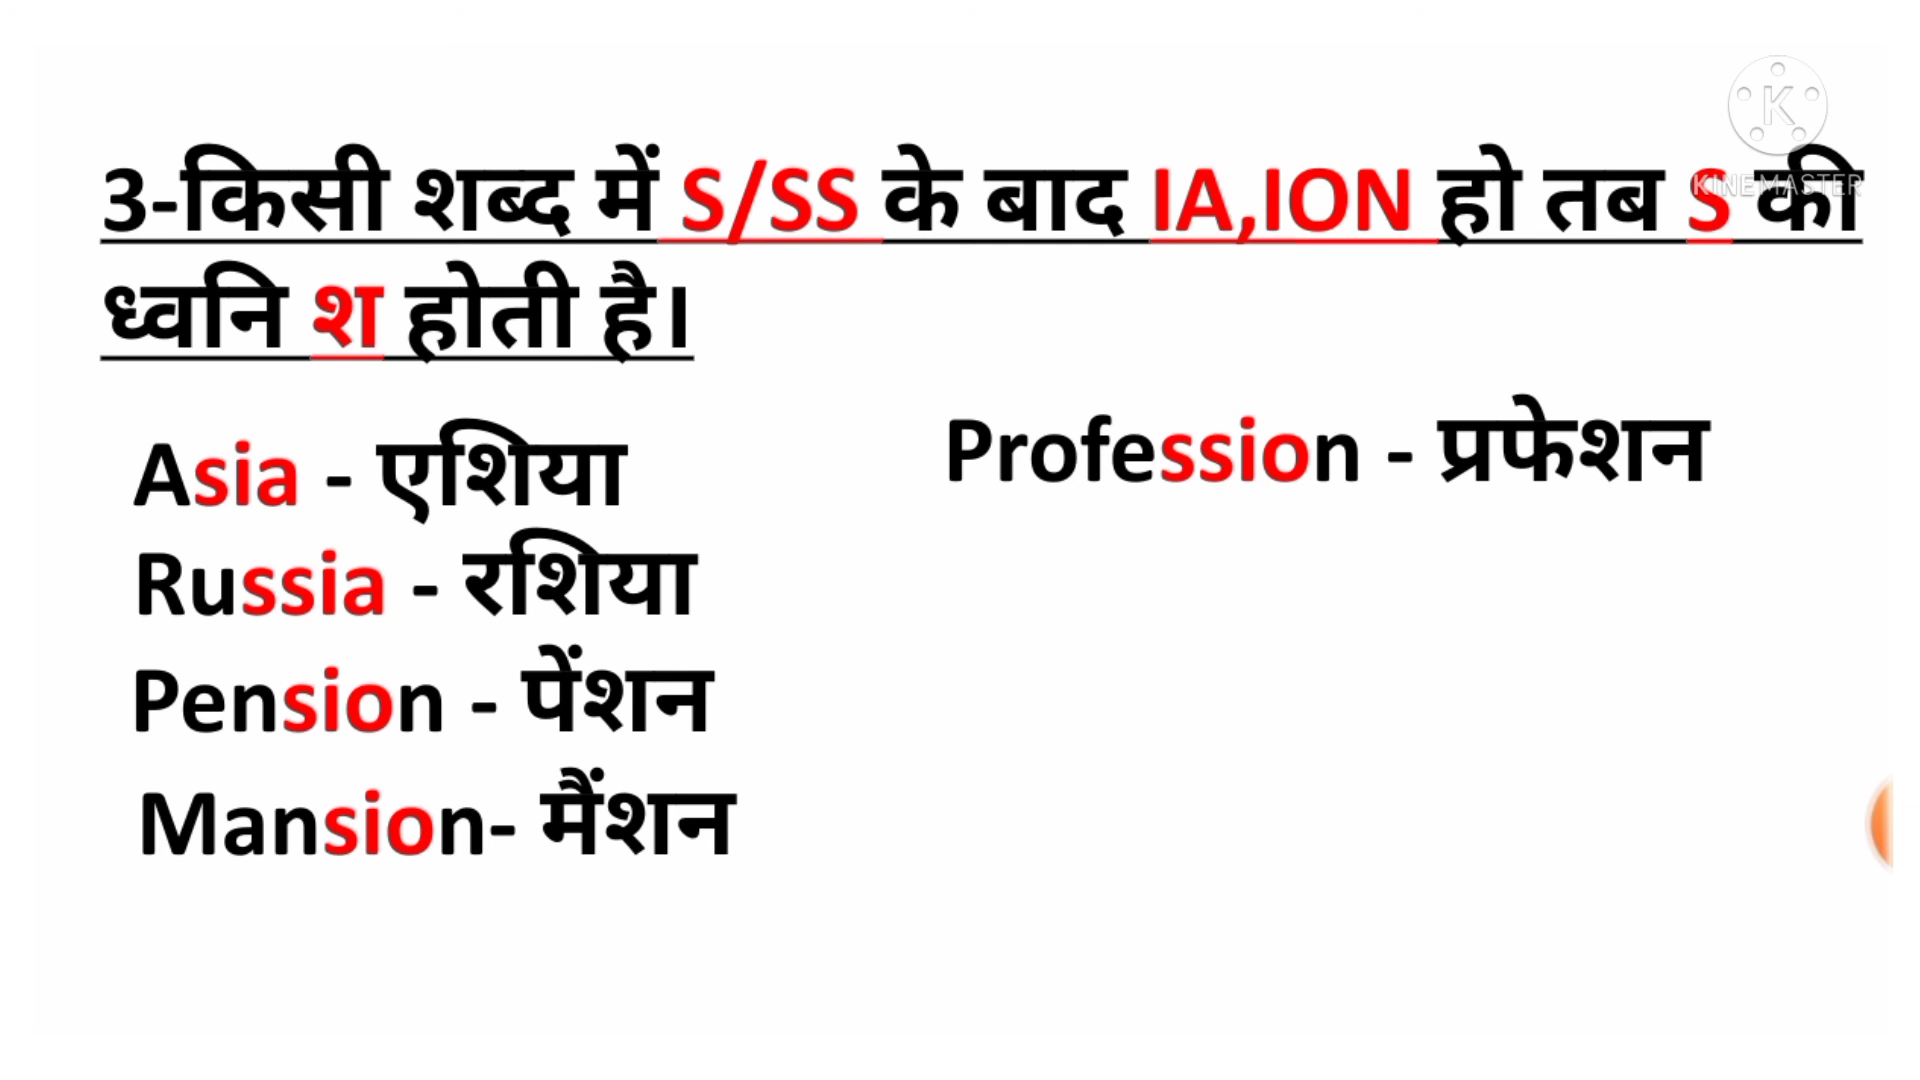 3-किसी शब्द में S/SS के बाद IA,ION हो तब S की
ध्वनि श होती है।
Asia - एशिया
Russia - रशिया
Pension - पेंशन
Mansion- मैंशन
Profession - प्रफेशन
K
KINEMASTER